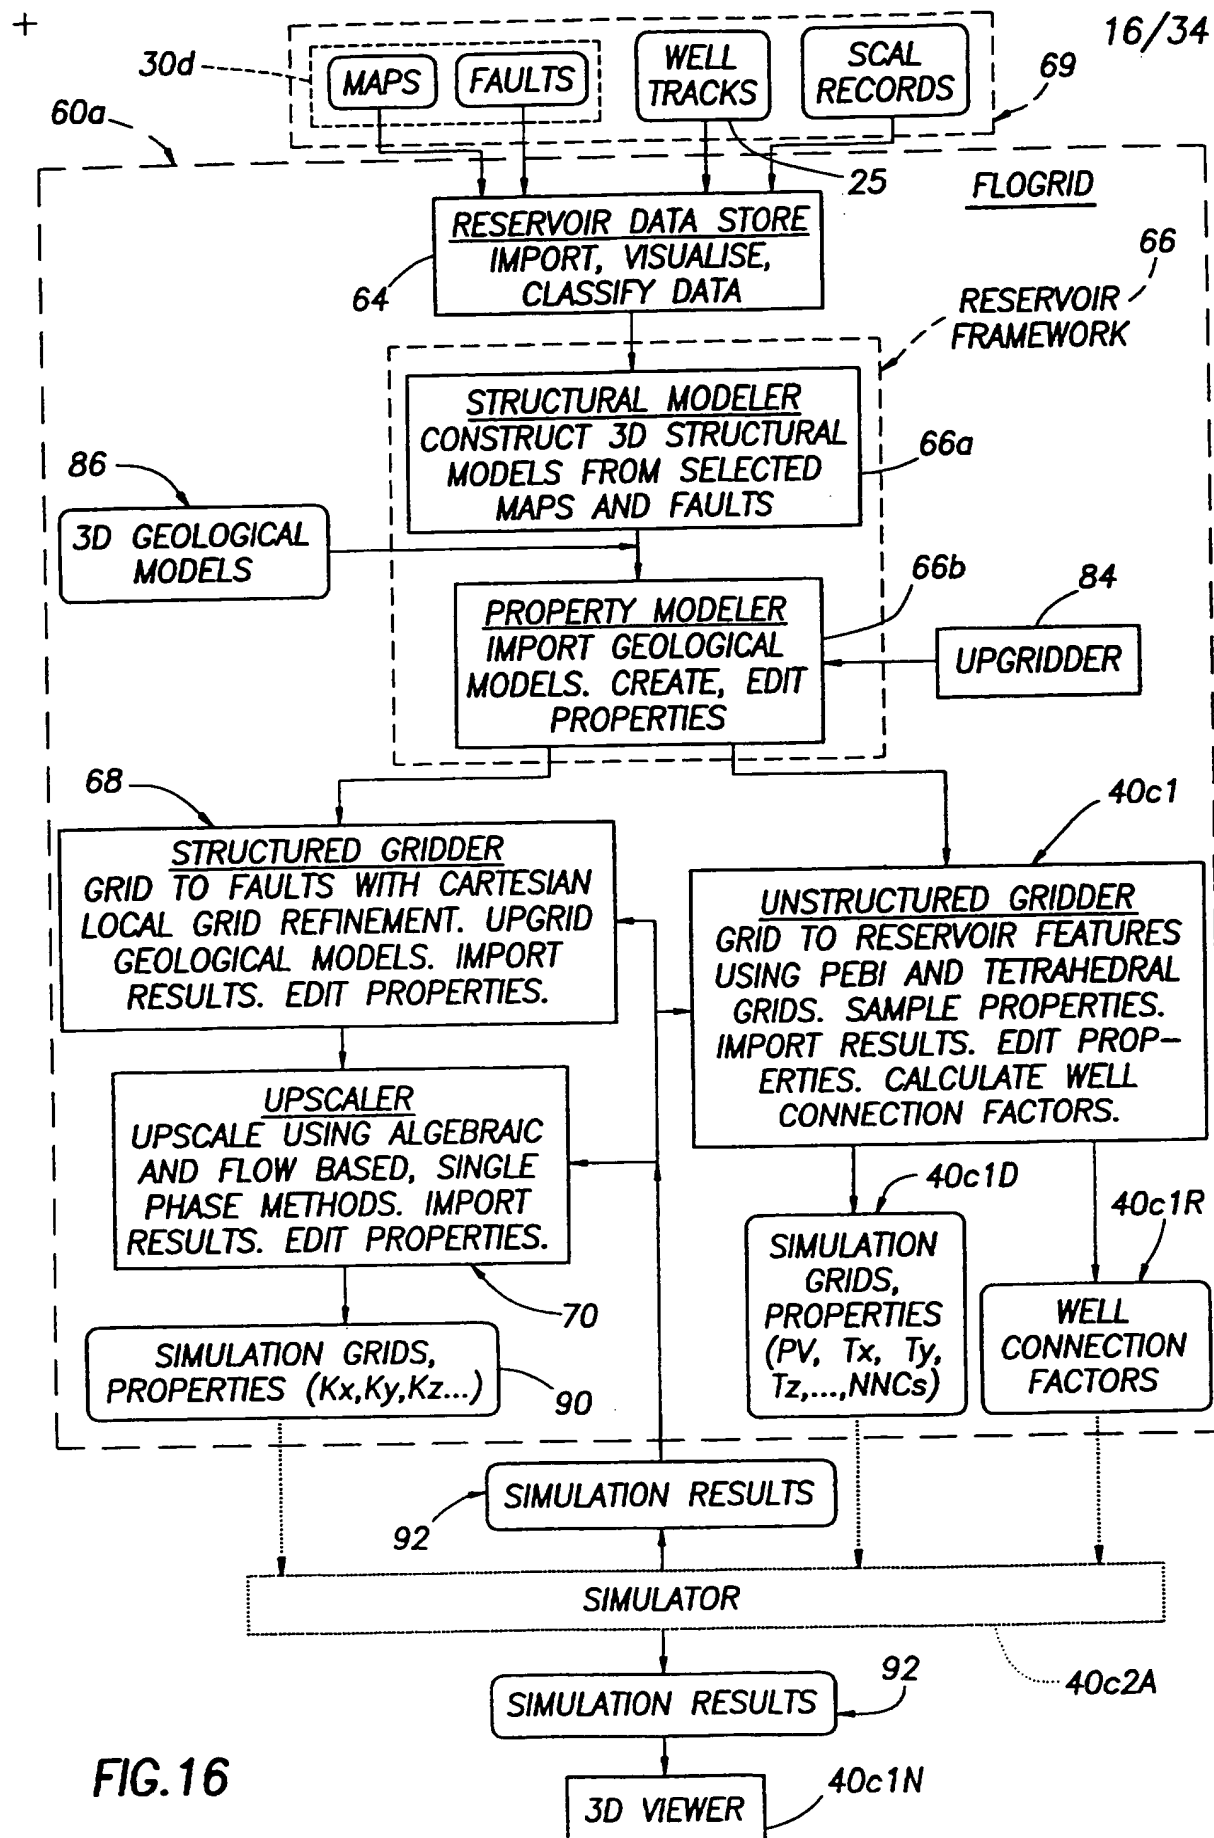 +
16/34
30d
MAPS
FAULTS
WELL
TRACKS
SCAL
RECORDS
69
60a
25
FLOGRID
RESERVOIR DATA STORE
IMPORT, VISUALISE,
CLASSIFY DATA
64
66
RESERVOIR
FRAMEWORK
STRUCTURAL MODELER
CONSTRUCT 3D STRUCTURAL
MODELS FROM SELECTED
MAPS AND FAULTS
66a
86
3D GEOLOGICAL
MODELS
66b
PROPERTY MODELER
IMPORT GEOLOGICAL
MODELS. CREATE, EDIT
PROPERTIES
84
UPGRIDDER
68
STRUCTURED GRIDDER
GRID TO FAULTS WITH CARTESIAN
LOCAL GRID REFINEMENT. UPGRID
GEOLOGICAL MODELS. IMPORT
RESULTS. EDIT PROPERTIES.
40c1
UNSTRUCTURED GRIDDER
GRID TO RESERVOIR FEATURES
USING PEBI AND TETRAHEDRAL
GRIDS. SAMPLE PROPERTIES.
IMPORT RESULTS. EDIT PROP-
ERTIES. CALCULATE WELL
CONNECTION FACTORS.
UPSCALER
UPSCALE USING ALGEBRAIC
AND FLOW BASED, SINGLE
PHASE METHODS. IMPORT
RESULTS. EDIT PROPERTIES.
70
40c1D
SIMULATION
GRIDS,
PROPERTIES
(PV, Tx, Ty,
Tz,...,NNCs)
40c1R
WELL
CONNECTION
FACTORS
SIMULATION GRIDS,
PROPERTIES (Kx,Ky,Kz...)
90
SIMULATION RESULTS
92
SIMULATOR
40c2A
SIMULATION RESULTS
92
3D VIEWER
40c1N
FIG.16